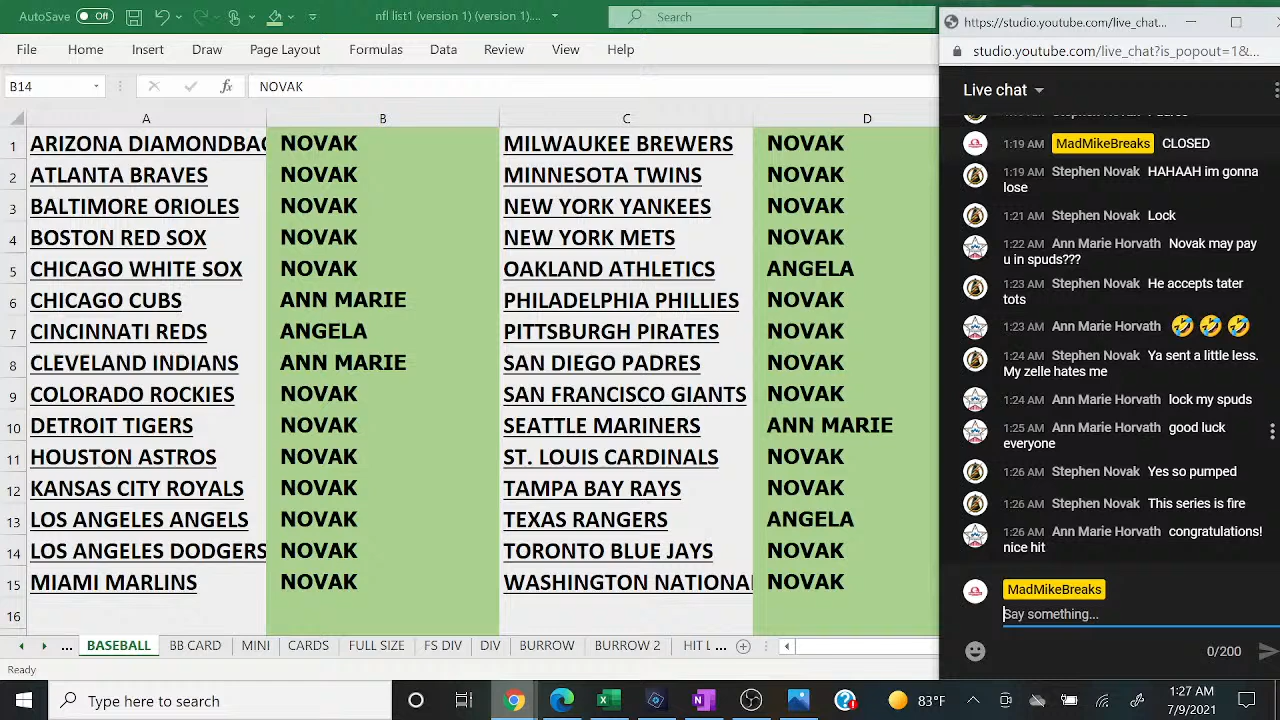 AutoSave Off nfl list1 (version 1) (version 1).... Search
File Home Insert Draw Page Layout Formulas Data Review View Help
B14 fx NOVAK
A B C D
1 ARIZONA DIAMONDBAC NOVAK MILWAUKEE BREWERS NOVAK
2 ATLANTA BRAVES NOVAK MINNESOTA TWINS NOVAK
3 BALTIMORE ORIOLES NOVAK NEW YORK YANKEES NOVAK
4 BOSTON RED SOX NOVAK NEW YORK METS NOVAK
5 CHICAGO WHITE SOX NOVAK OAKLAND ATHLETICS ANGELA
6 CHICAGO CUBS ANN MARIE PHILADELPHIA PHILLIES NOVAK
7 CINCINNATI REDS ANGELA PITTSBURGH PIRATES NOVAK
8 CLEVELAND INDIANS ANN MARIE SAN DIEGO PADRES NOVAK
9 COLORADO ROCKIES NOVAK SAN FRANCISCO GIANTS NOVAK
10 DETROIT TIGERS NOVAK SEATTLE MARINERS ANN MARIE
11 HOUSTON ASTROS NOVAK ST. LOUIS CARDINALS NOVAK
12 KANSAS CITY ROYALS NOVAK TAMPA BAY RAYS NOVAK
13 LOS ANGELES ANGELS NOVAK TEXAS RANGERS ANGELA
14 LOS ANGELES DODGERS NOVAK TORONTO BLUE JAYS NOVAK
15 MIAMI MARLINS NOVAK WASHINGTON NATIONAL NOVAK
16
... BASEBALL BB CARD MINI CARDS FULL SIZE FS DIV DIV BURROW BURROW 2 HIT L ...
Ready
https://studio.youtube.com/live_chat...
studio.youtube.com/live_chat?is_popout=1&...
Live chat
1:19 AM MadMikeBreaks CLOSED
1:19 AM Stephen Novak HAHAAH im gonna
lose
1:21 AM Stephen Novak Lock
1:22 AM Ann Marie Horvath Novak may pay
u in spuds???
1:23 AM Stephen Novak He accepts tater
tots
1:23 AM Ann Marie Horvath 🤣🤣🤣
1:24 AM Stephen Novak Ya sent a little less.
My zelle hates me
1:24 AM Ann Marie Horvath lock my spuds
1:25 AM Ann Marie Horvath good luck
everyone
1:26 AM Stephen Novak Yes so pumped
1:26 AM Stephen Novak This series is fire
1:26 AM Ann Marie Horvath congratulations!
nice hit
MadMikeBreaks
Say something...
0/200
Type here to search
83°F
1:27 AM
7/9/2021